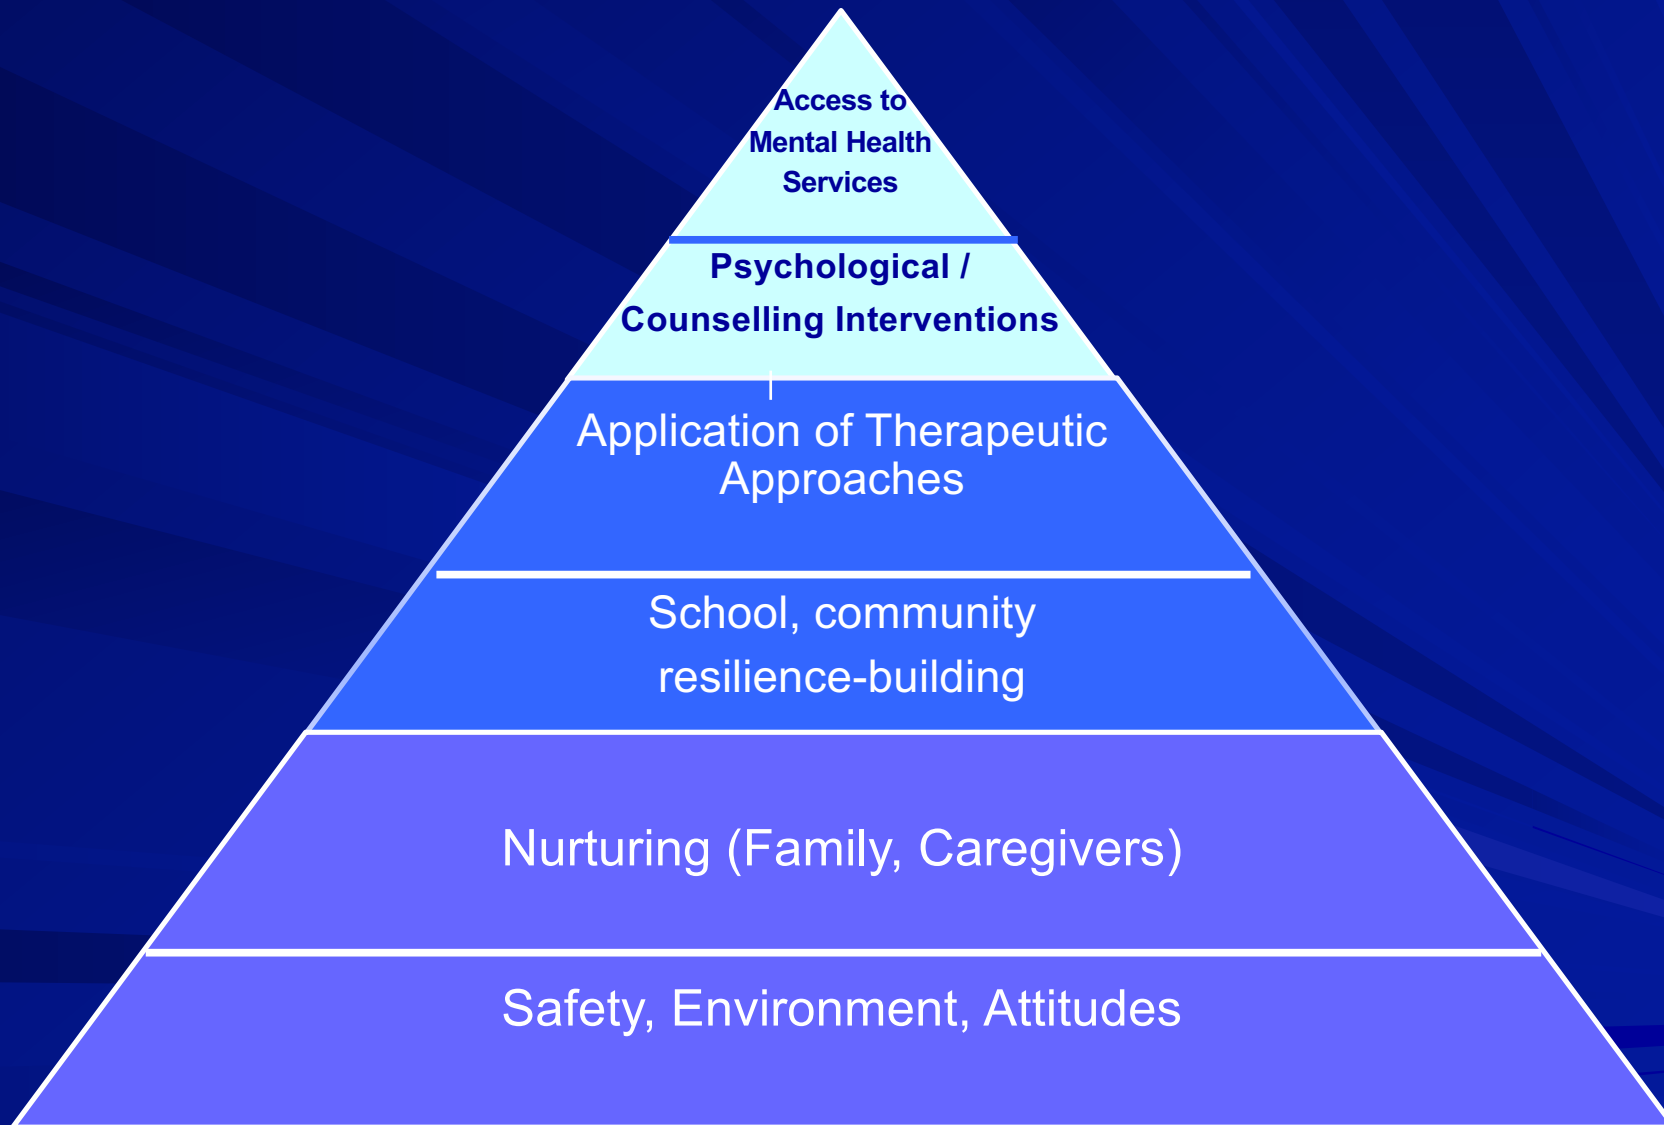 Access to
Mental Health
Services
Psychological /
Counselling Interventions
Application of Therapeutic
Approaches
School, community
resilience-building
Nurturing (Family, Caregivers)
Safety, Environment, Attitudes